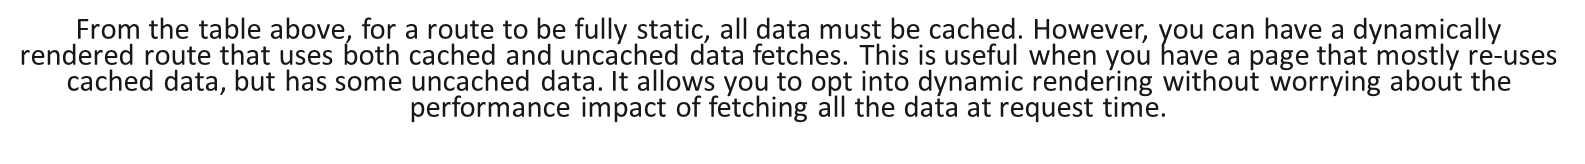 From the table above, for a route to be fully static, all data must be cached. However, you can have a dynamically
rendered route that uses both cached and uncached data fetches. This is useful when you have a page that mostly re-uses
cached data, but has some uncached data. It allows you to opt into dynamic rendering without worrying about the
performance impact of fetching all the data at request time.